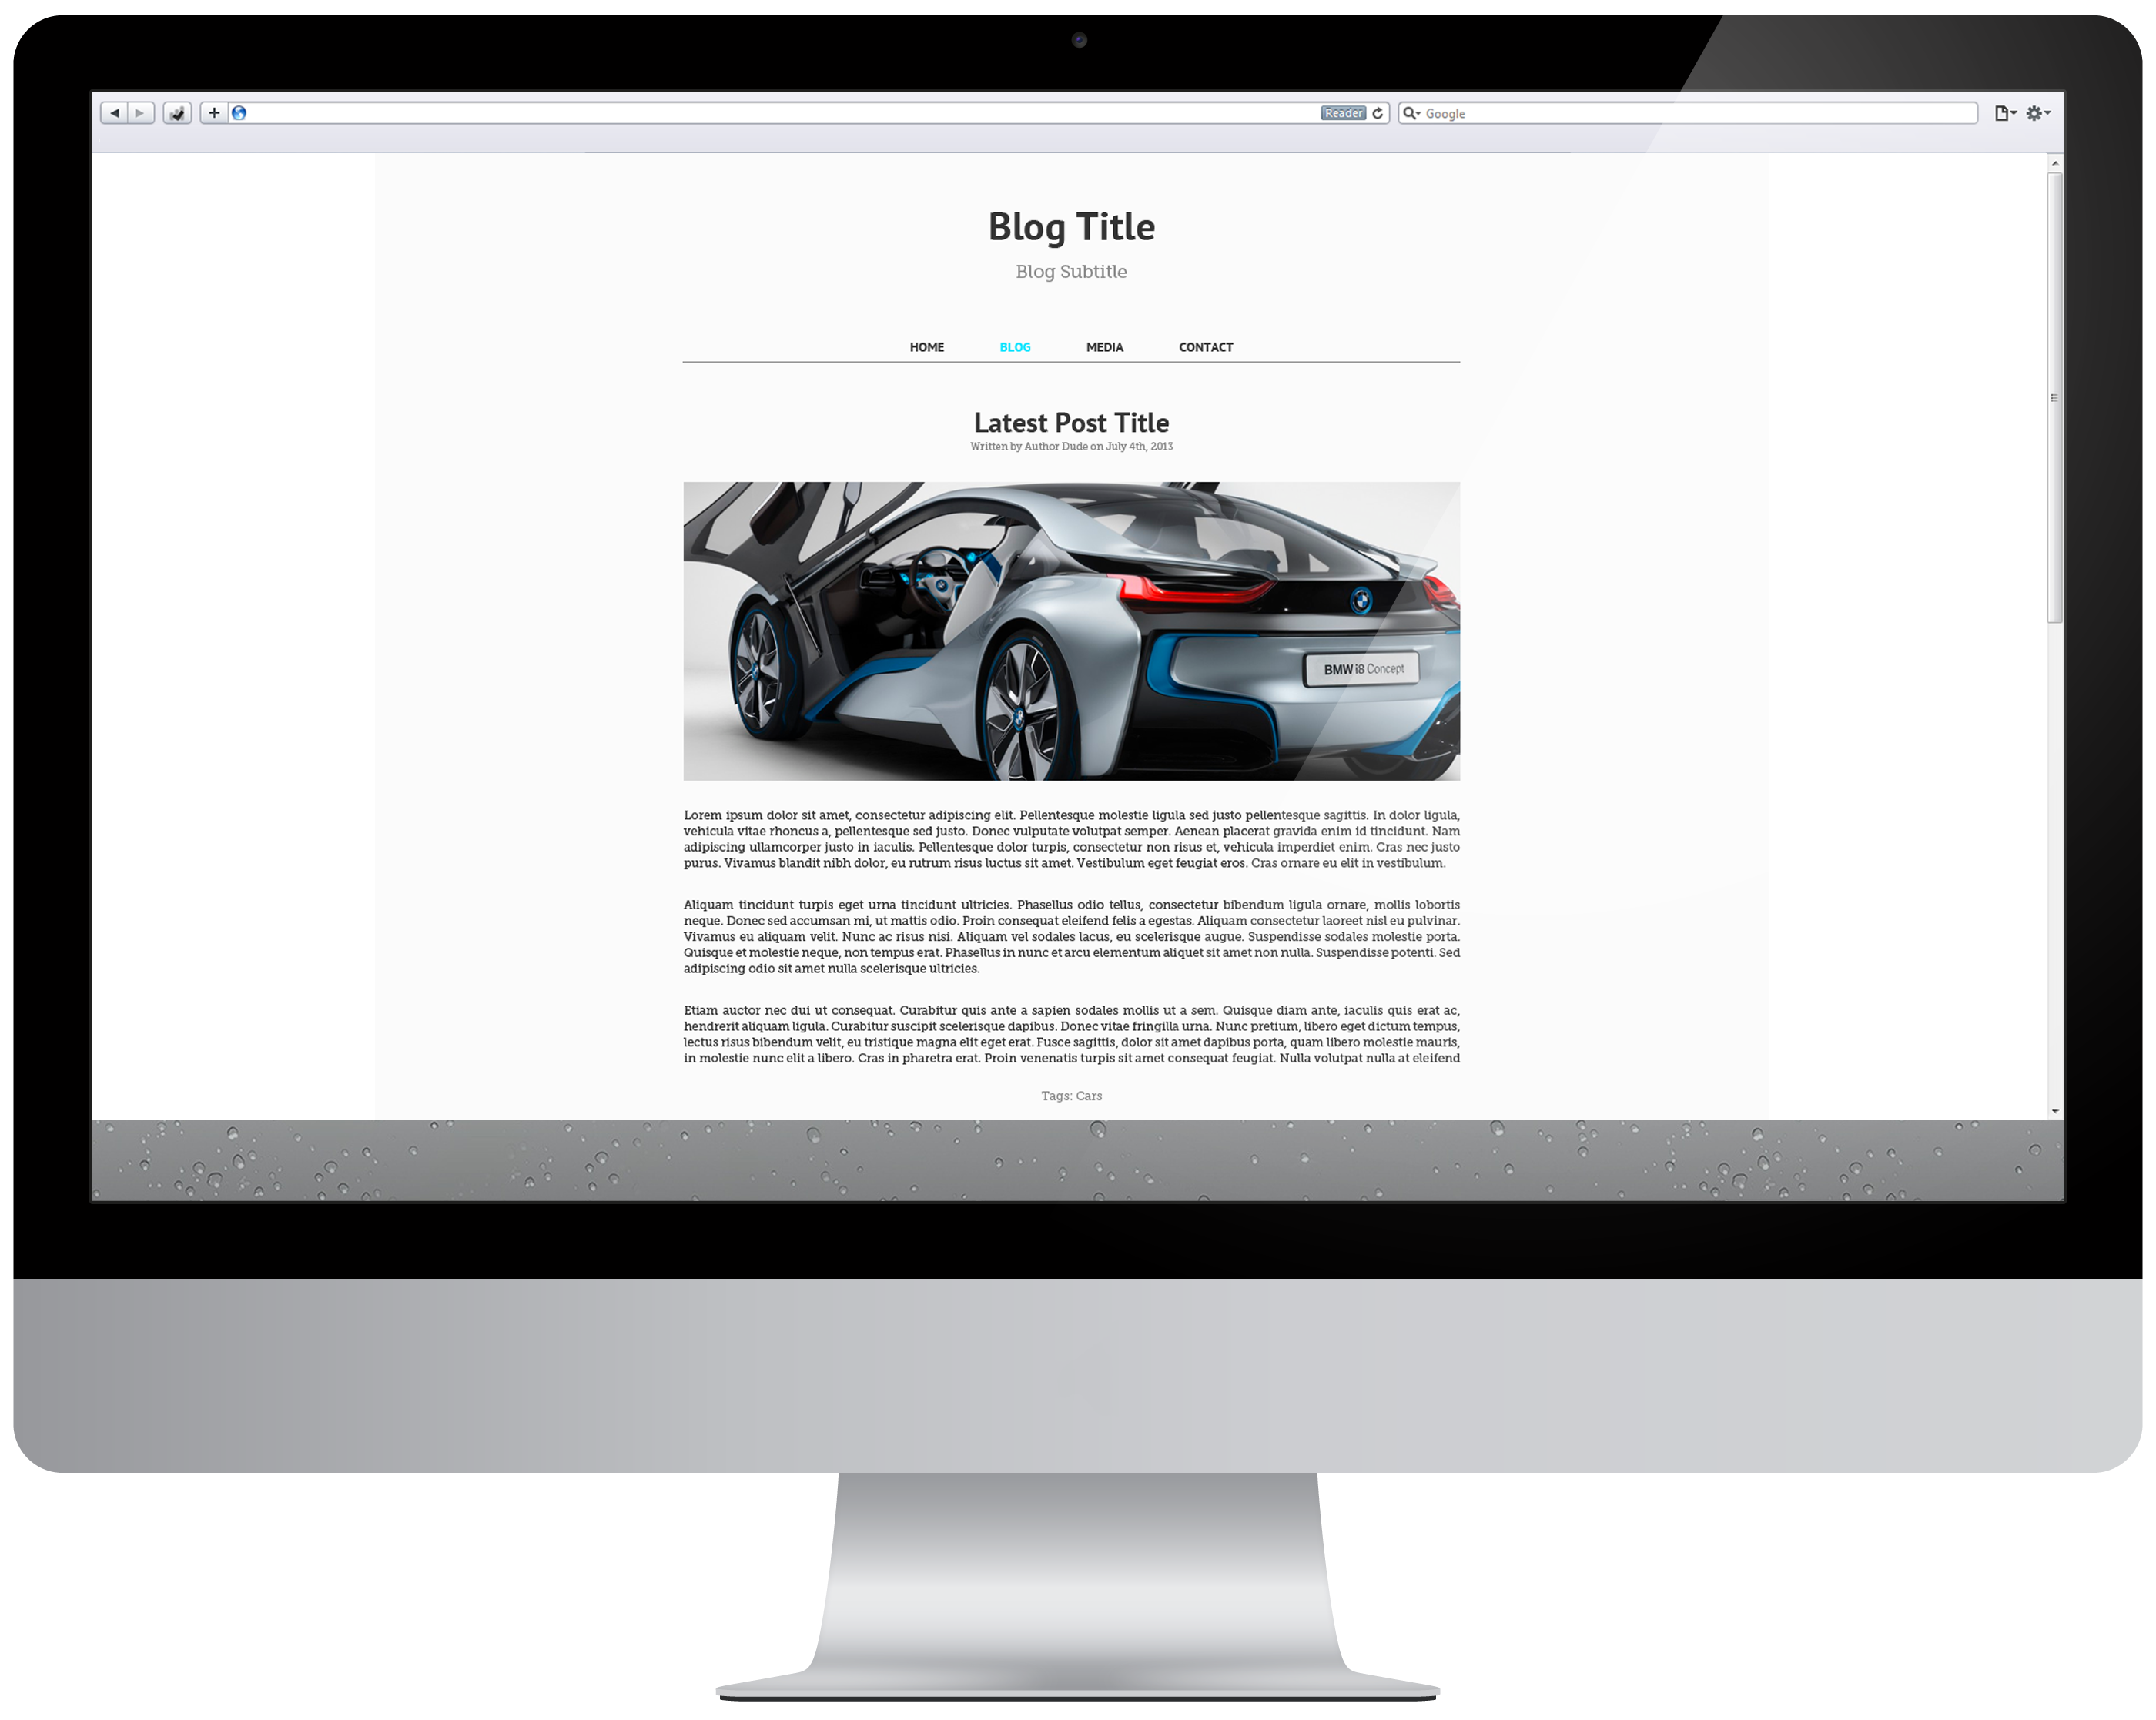 Reader
Google
Blog Title
Blog Subtitle
HOME BLOG MEDIA CONTACT
Latest Post Title
Written by Author Dude on July 4th, 2013
BMW i8 Concept
Lorem ipsum dolor sit amet, consectetur adipiscing elit. Pellentesque molestie ligula sed justo pellentesque sagittis. In dolor ligula,
vehicula vitae rhoncus a, pellentesque sed justo. Donec vulputate volutpat semper. Aenean placerat gravida enim id tincidunt. Nam
adipiscing ullamcorper justo in iaculis. Pellentesque dolor turpis, consectetur non risus et, vehicula imperdiet enim. Cras nec justo
purus. Vivamus blandit nibh dolor, eu rutrum risus luctus sit amet. Vestibulum eget feugiat eros. Cras ornare eu elit in vestibulum.
Aliquam tincidunt turpis eget urna tincidunt ultricies. Phasellus odio tellus, consectetur bibendum ligula ornare, mollis lobortis
neque. Donec sed accumsan mi, ut mattis odio. Proin consequat eleifend felis a egestas. Aliquam consectetur laoreet nisl eu pulvinar.
Vivamus eu aliquam velit. Nunc ac risus nisi. Aliquam vel sodales lacus, eu scelerisque augue. Suspendisse sodales molestie porta.
Quisque et molestie neque, non tempus erat. Phasellus in nunc et arcu elementum aliquet sit amet non nulla. Suspendisse potenti. Sed
adipiscing odio sit amet nulla scelerisque ultricies.
Etiam auctor nec dui ut consequat. Curabitur quis ante a sapien sodales mollis ut a sem. Quisque diam ante, iaculis quis erat ac,
hendrerit aliquam ligula. Curabitur suscipit scelerisque dapibus. Donec vitae fringilla urna. Nunc pretium, libero eget dictum tempus,
lectus risus bibendum velit, eu tristique magna elit eget erat. Fusce sagittis, dolor sit amet dapibus porta, quam libero molestie mauris,
in molestie nunc elit a libero. Cras in pharetra erat. Proin venenatis turpis sit amet consequat feugiat. Nulla volutpat nulla at eleifend
Tags: Cars